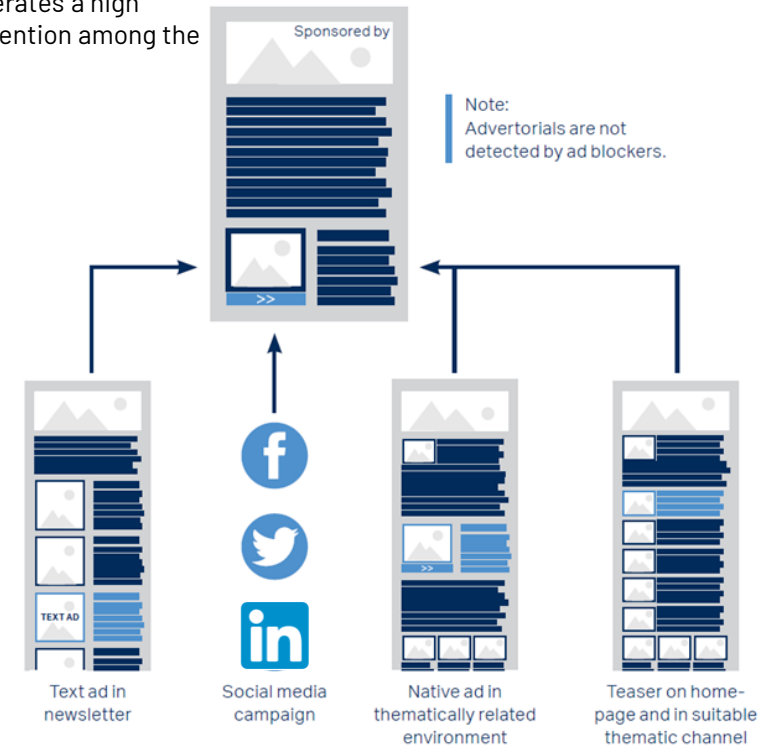 erates a high
ention among the
Sponsored by
Note:
Advertorials are not
detected by ad blockers.
>>
f
in
TEXT AD
>>
Text ad in
newsletter
Social media
campaign
Native ad in
thematically related
environment
Teaser on home-
page and in suitable
thematic channel